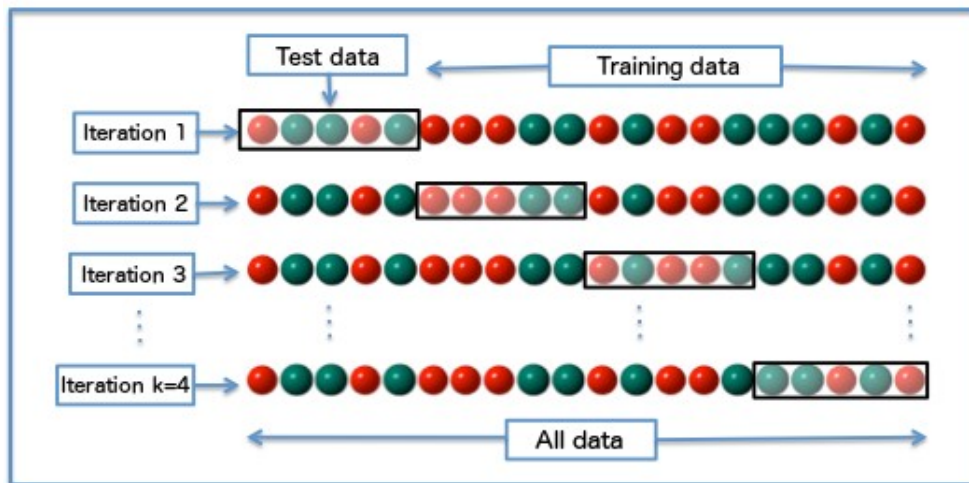 Test data
Training data
Iteration 1
Iteration 2
Iteration 3
Iteration k=4
All data